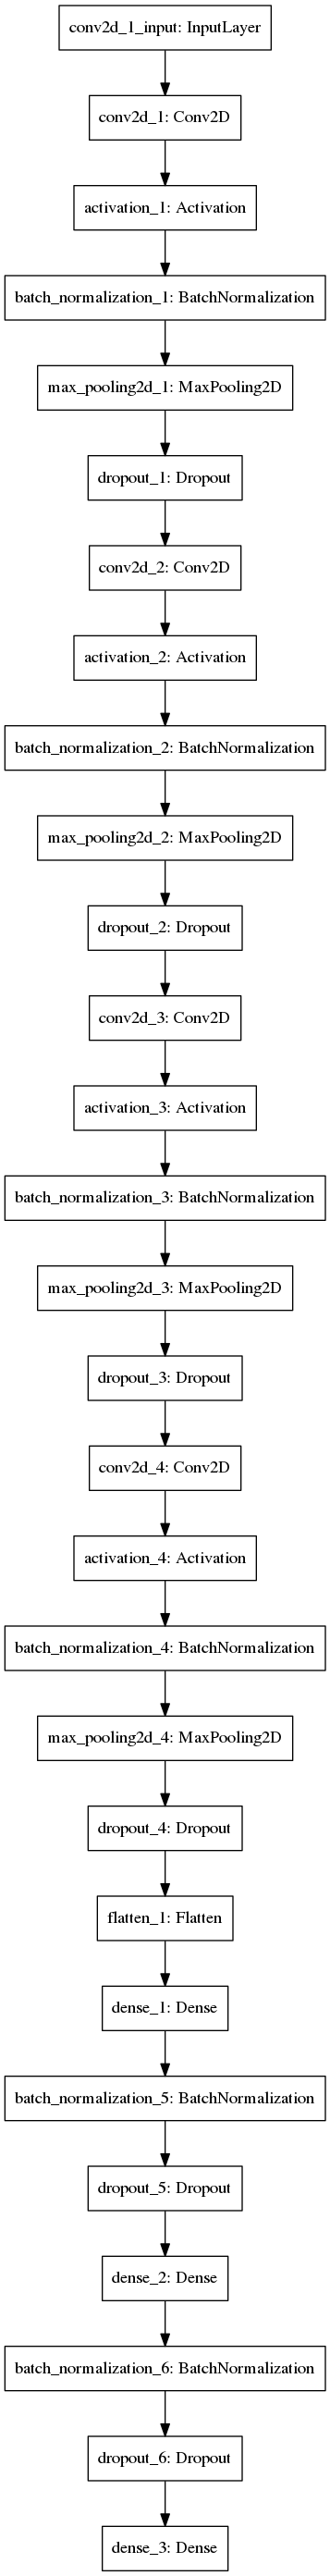 conv2d_1_input: InputLayer
conv2d_1: Conv2D
activation_1: Activation
batch_normalization_1: BatchNormalization
max_pooling2d_1: MaxPooling2D
dropout_1: Dropout
conv2d_2: Conv2D
activation_2: Activation
batch_normalization_2: BatchNormalization
max_pooling2d_2: MaxPooling2D
dropout_2: Dropout
conv2d_3: Conv2D
activation_3: Activation
batch_normalization_3: BatchNormalization
max_pooling2d_3: MaxPooling2D
dropout_3: Dropout
conv2d_4: Conv2D
activation_4: Activation
batch_normalization_4: BatchNormalization
max_pooling2d_4: MaxPooling2D
dropout_4: Dropout
flatten_1: Flatten
dense_1: Dense
batch_normalization_5: BatchNormalization
dropout_5: Dropout
dense_2: Dense
batch_normalization_6: BatchNormalization
dropout_6: Dropout
dense_3: Dense